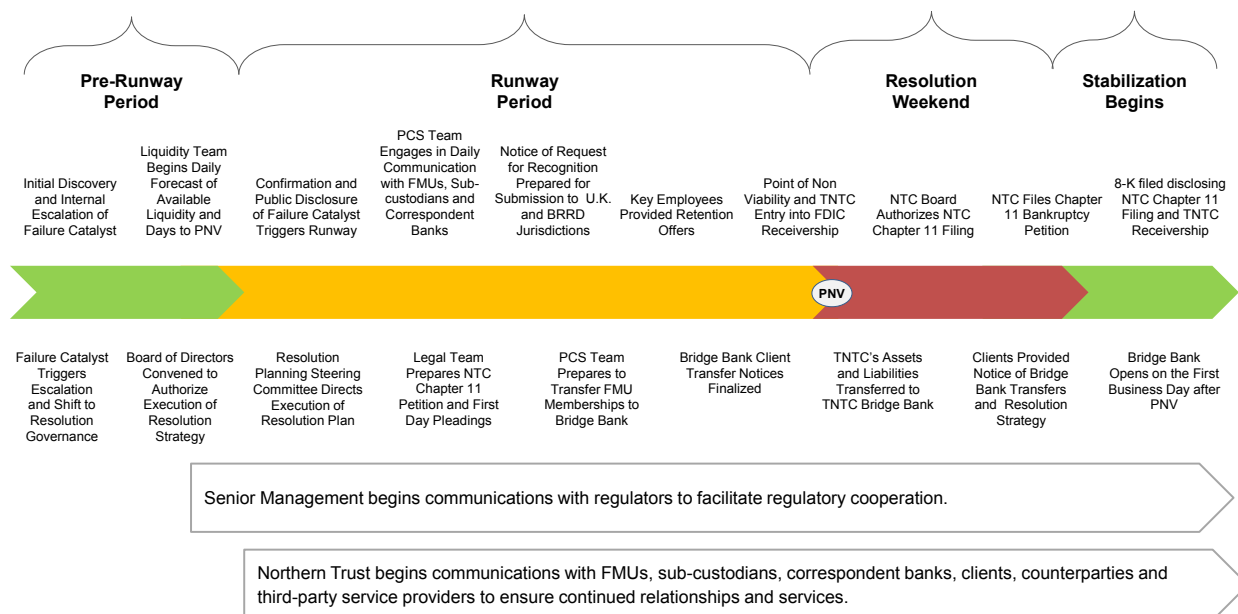 Pre-Runway
Period
Runway
Period
Resolution
Weekend
Stabilization
Begins
Initial Discovery
and Internal
Escalation of
Failure Catalyst
Liquidity Team
Begins Daily
Forecast of
Available
Liquidity and
Days to PNV
Confirmation and
Public Disclosure
of Failure Catalyst
Triggers Runway
PCS Team
Engages in Daily
Communication
with FMUs, Sub-
custodians and
Correspondent
Banks
Notice of Request
for Recognition
Prepared for
Submission to U.K.
and BRRD
Jurisdictions
Key Employees
Provided Retention
Offers
Point of Non
Viability and TNTC
Entry into FDIC
Receivership
NTC Board
Authorizes NTC
Chapter 11 Filing
NTC Files Chapter
11 Bankruptcy
Petition
8-K filed disclosing
NTC Chapter 11
Filing and TNTC
Receivership
PNV
Failure Catalyst
Triggers
Escalation
and Shift to
Resolution
Governance
Board of Directors
Convened to
Authorize
Execution of
Resolution
Strategy
Resolution
Planning Steering
Committee Directs
Execution of
Resolution Plan
Legal Team
Prepares NTC
Chapter 11
Petition and First
Day Pleadings
PCS Team
Prepares to
Transfer FMU
Memberships to
Bridge Bank
Bridge Bank Client
Transfer Notices
Finalized
TNTC's Assets
and Liabilities
Transferred to
TNTC Bridge Bank
Clients Provided
Notice of Bridge
Bank Transfers
and Resolution
Strategy
Bridge Bank
Opens on the First
Business Day after
PNV
Senior Management begins communications with regulators to facilitate regulatory cooperation.
Northern Trust begins communications with FMUs, sub-custodians, correspondent banks, clients, counterparties and
third-party service providers to ensure continued relationships and services.